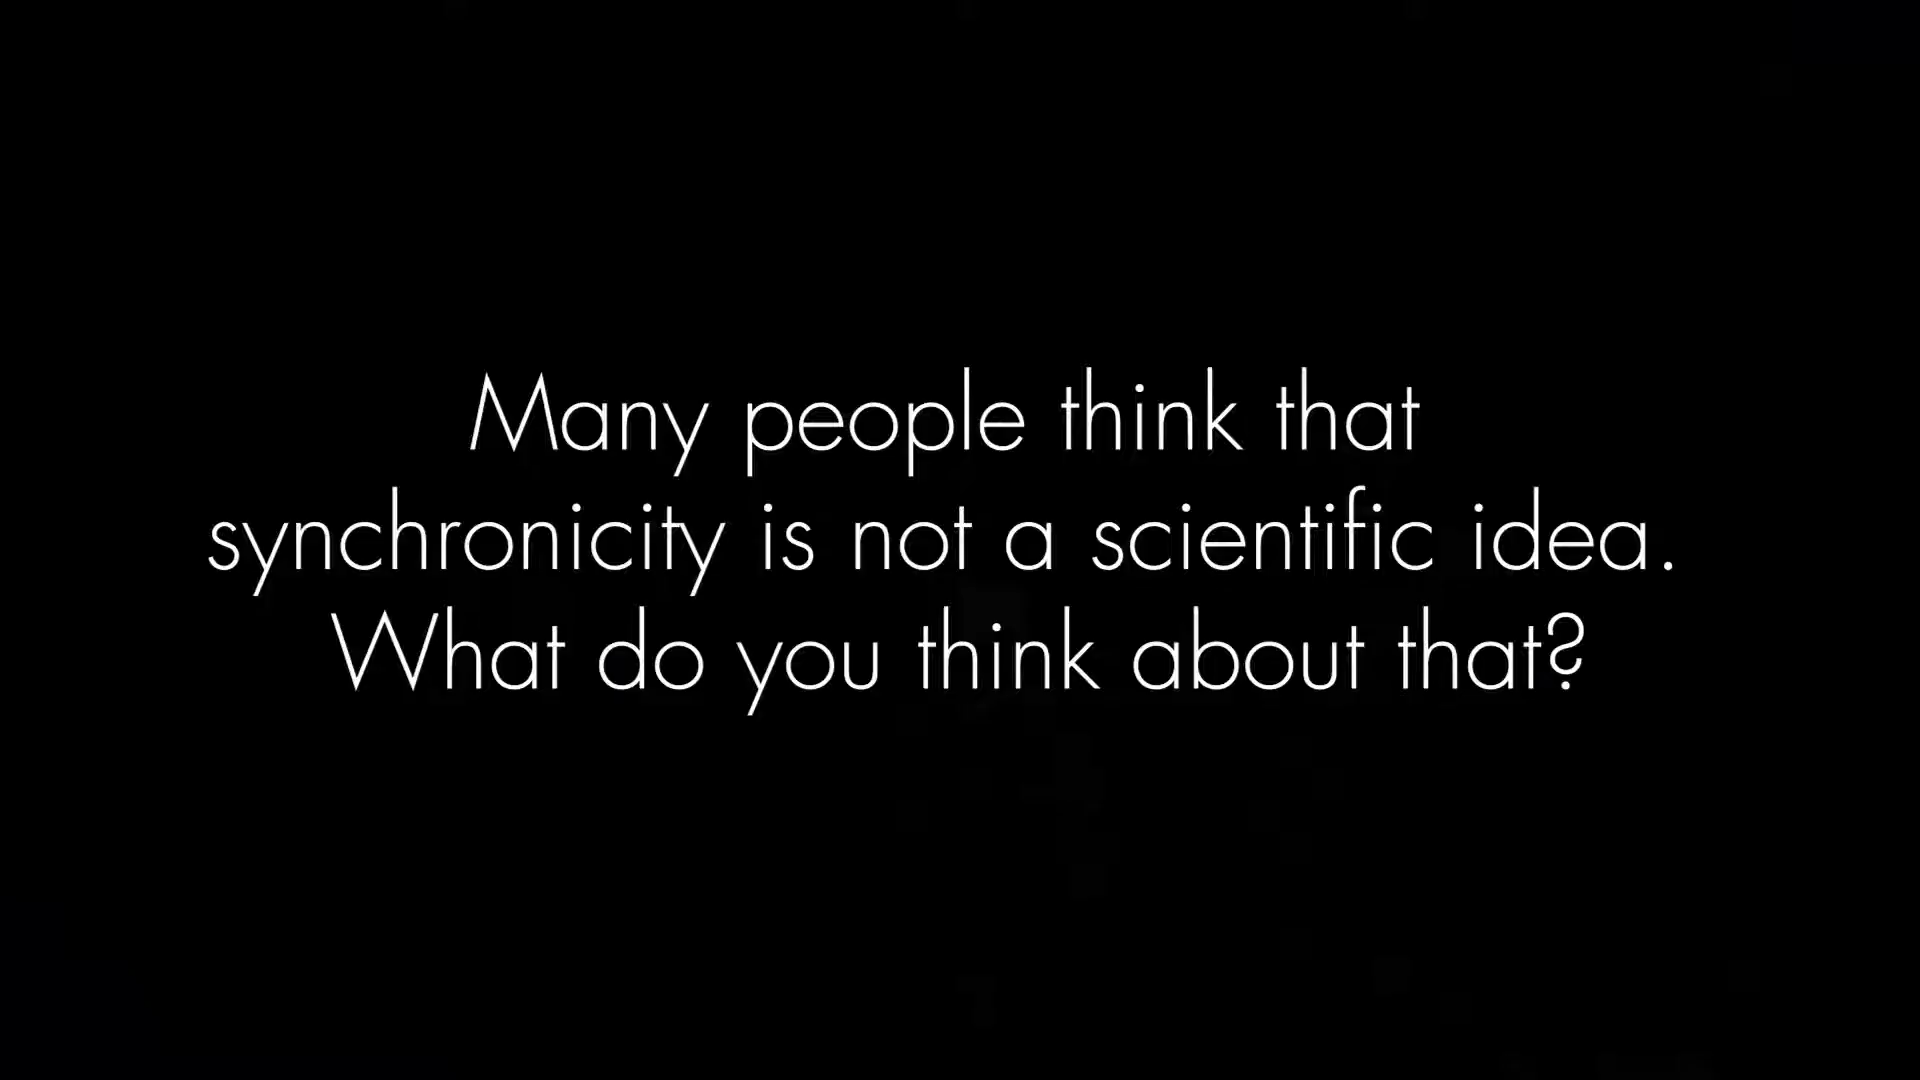 Many people think that
synchronicity is not a scientific idea.
What do you think about that?